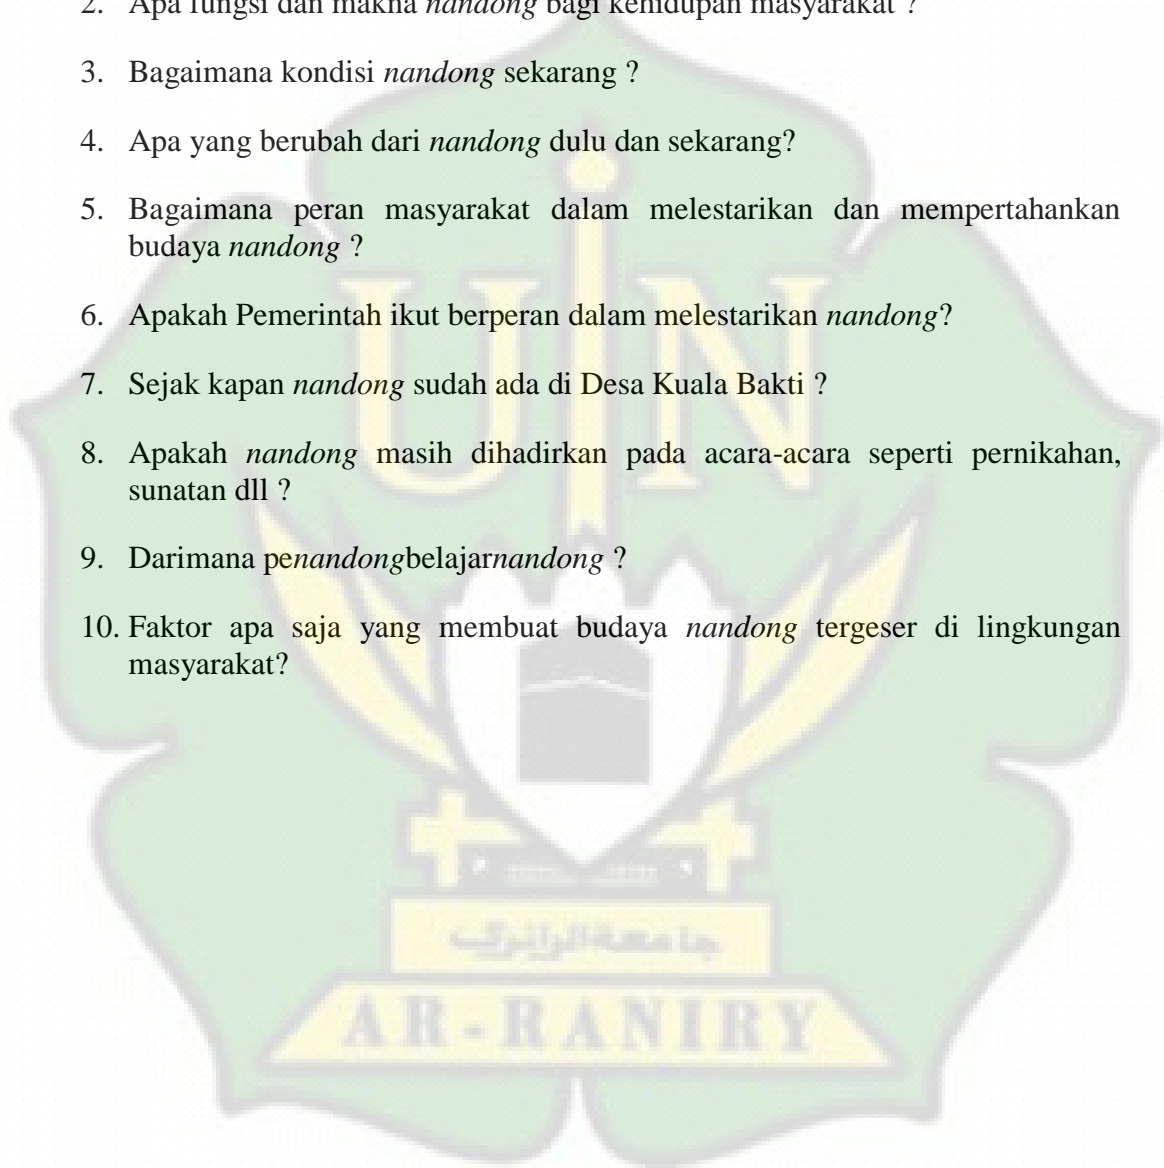 2. Apa fungsi dan makna nandong bagi kehidupan masyarakat ?
3. Bagaimana kondisi nandong sekarang ?
4. Apa yang berubah dari nandong dulu dan sekarang?
5. Bagaimana peran masyarakat dalam melestarikan dan mempertahankan
budaya nandong ?
6. Apakah Pemerintah ikut berperan dalam melestarikan nandong?
7. Sejak kapan nandong sudah ada di Desa Kuala Bakti ?
8. Apakah nandong masih dihadirkan pada acara-acara seperti pernikahan,
sunatan dll ?
9. Darimana penandongbelajarnandong ?
10. Faktor apa saja yang membuat budaya nandong tergeser di lingkungan
masyarakat?
UIN
جامعة الرانري
AR-RANIRY